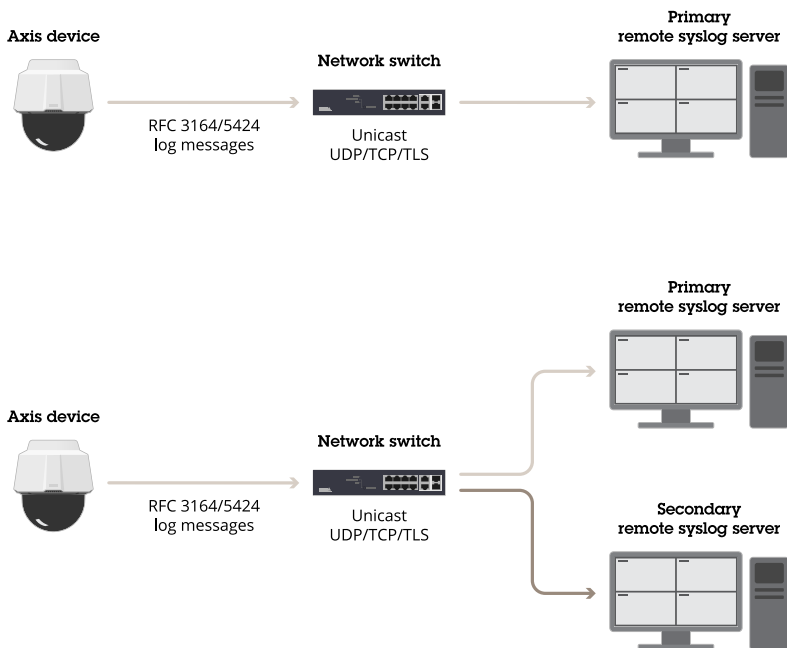 Axis device
RFC 3164/5424
log messages
Network switch
Unicast
UDP/TCP/TLS
Primary
remote syslog server
Axis device
RFC 3164/5424
log messages
Network switch
Unicast
UDP/TCP/TLS
Primary
remote syslog server
Secondary
remote syslog server